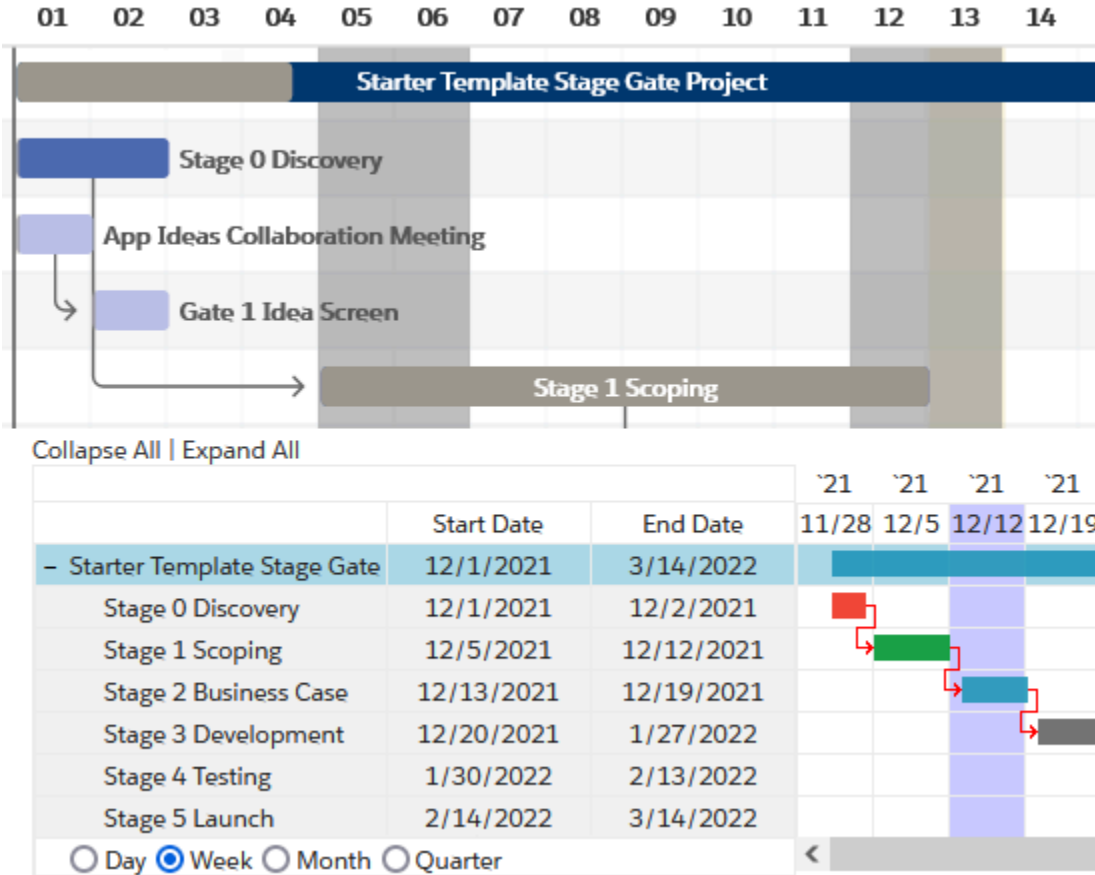 01 02 03 04 05 06 07 08 09 10 11 12 13 14
Starter Template Stage Gate Project
Stage 0 Discovery
App Ideas Collaboration Meeting
Gate 1 Idea Screen
Stage 1 Scoping
Collapse All | Expand All
`21 `21 `21 `21
Start Date End Date 11/28 12/5 12/12 12/19
− Starter Template Stage Gate 12/1/2021 3/14/2022
Stage 0 Discovery 12/1/2021 12/2/2021
Stage 1 Scoping 12/5/2021 12/12/2021
Stage 2 Business Case 12/13/2021 12/19/2021
Stage 3 Development 12/20/2021 1/27/2022
Stage 4 Testing 1/30/2022 2/13/2022
Stage 5 Launch 2/14/2022 3/14/2022
Day Week Month Quarter